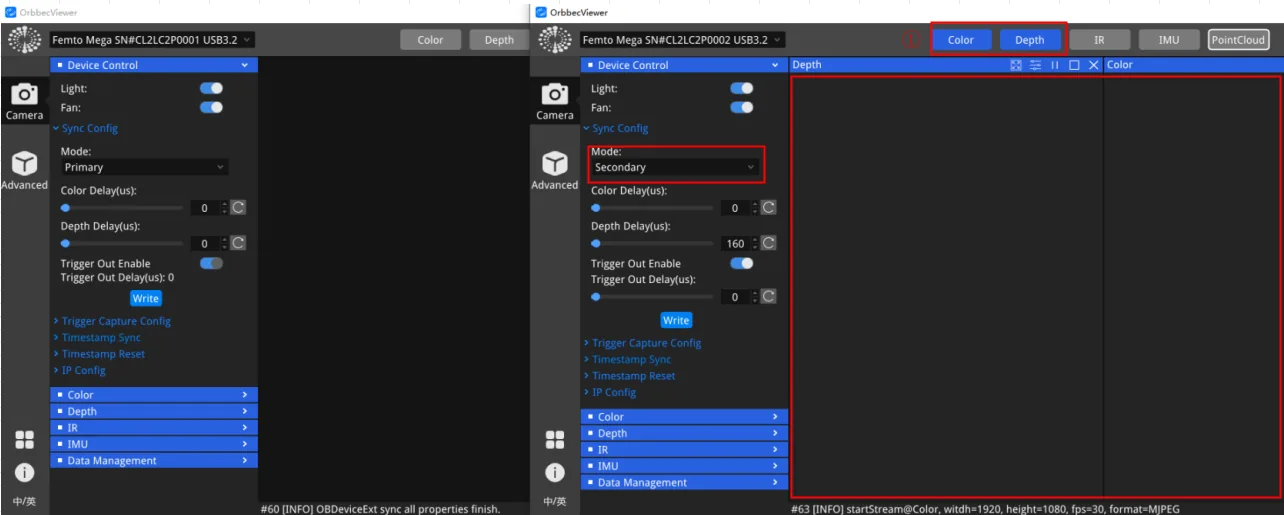 OrbbecViewer
Femto Mega SN#CL2LC2P0001 USB3.2
Color
Depth
Device Control
Light:
Fan:
Camera
Sync Config
Mode:
Primary
Advanced
Color Delay(us):
0
Depth Delay(us):
0
Trigger Out Enable
Trigger Out Delay(us): 0
Write
Trigger Capture Config
Timestamp Sync
Timestamp Reset
IP Config
Color
Depth
IR
IMU
Data Management
中/英
#60 [INFO] OBDeviceExt sync all properties finish.
OrbbecViewer
Femto Mega SN#CL2LC2P0002 USB3.2
①
Color
Depth
IR
IMU
PointCloud
Device Control
Depth
Color
Light:
Fan:
Camera
Sync Config
Mode:
Secondary
Advanced
Color Delay(us):
0
Depth Delay(us):
160
Trigger Out Enable
Trigger Out Delay(us):
0
Write
Trigger Capture Config
Timestamp Sync
Timestamp Reset
IP Config
Color
Depth
IR
IMU
Data Management
中/英
#63 [INFO] startStream@Color, witdh=1920, height=1080, fps=30, format=MJPEG